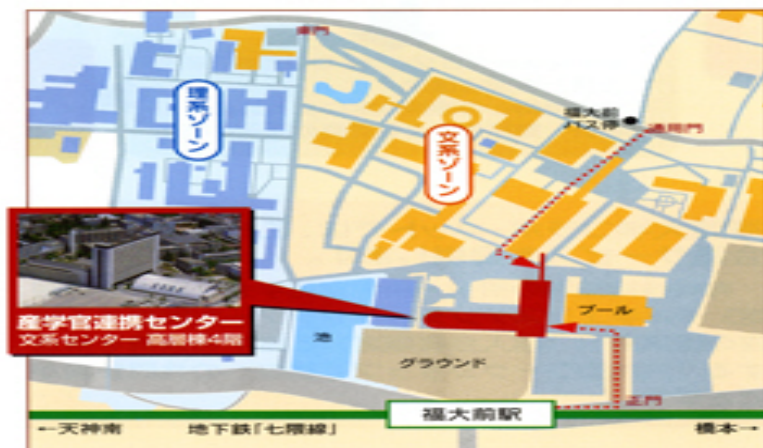 東門
理系ゾーン
文系ゾーン
福大前
バス停
通用門
産学官連携センター
文系センター 高層棟4階
プール
池
グラウンド
正門
福大前駅
←天神南
地下鉄「七隈線」
橋本→